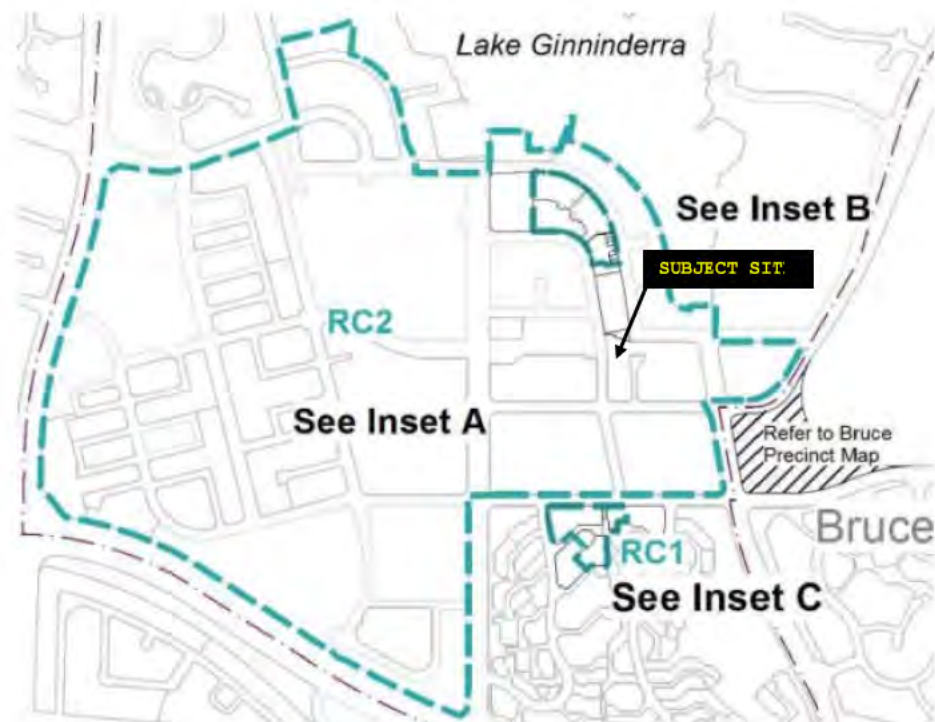 Lake Ginninderra
See Inset B
SUBJECT SIT
RC2
See Inset A
Refer to Bruce
Precinct Map
Bruce
RC1
See Inset C